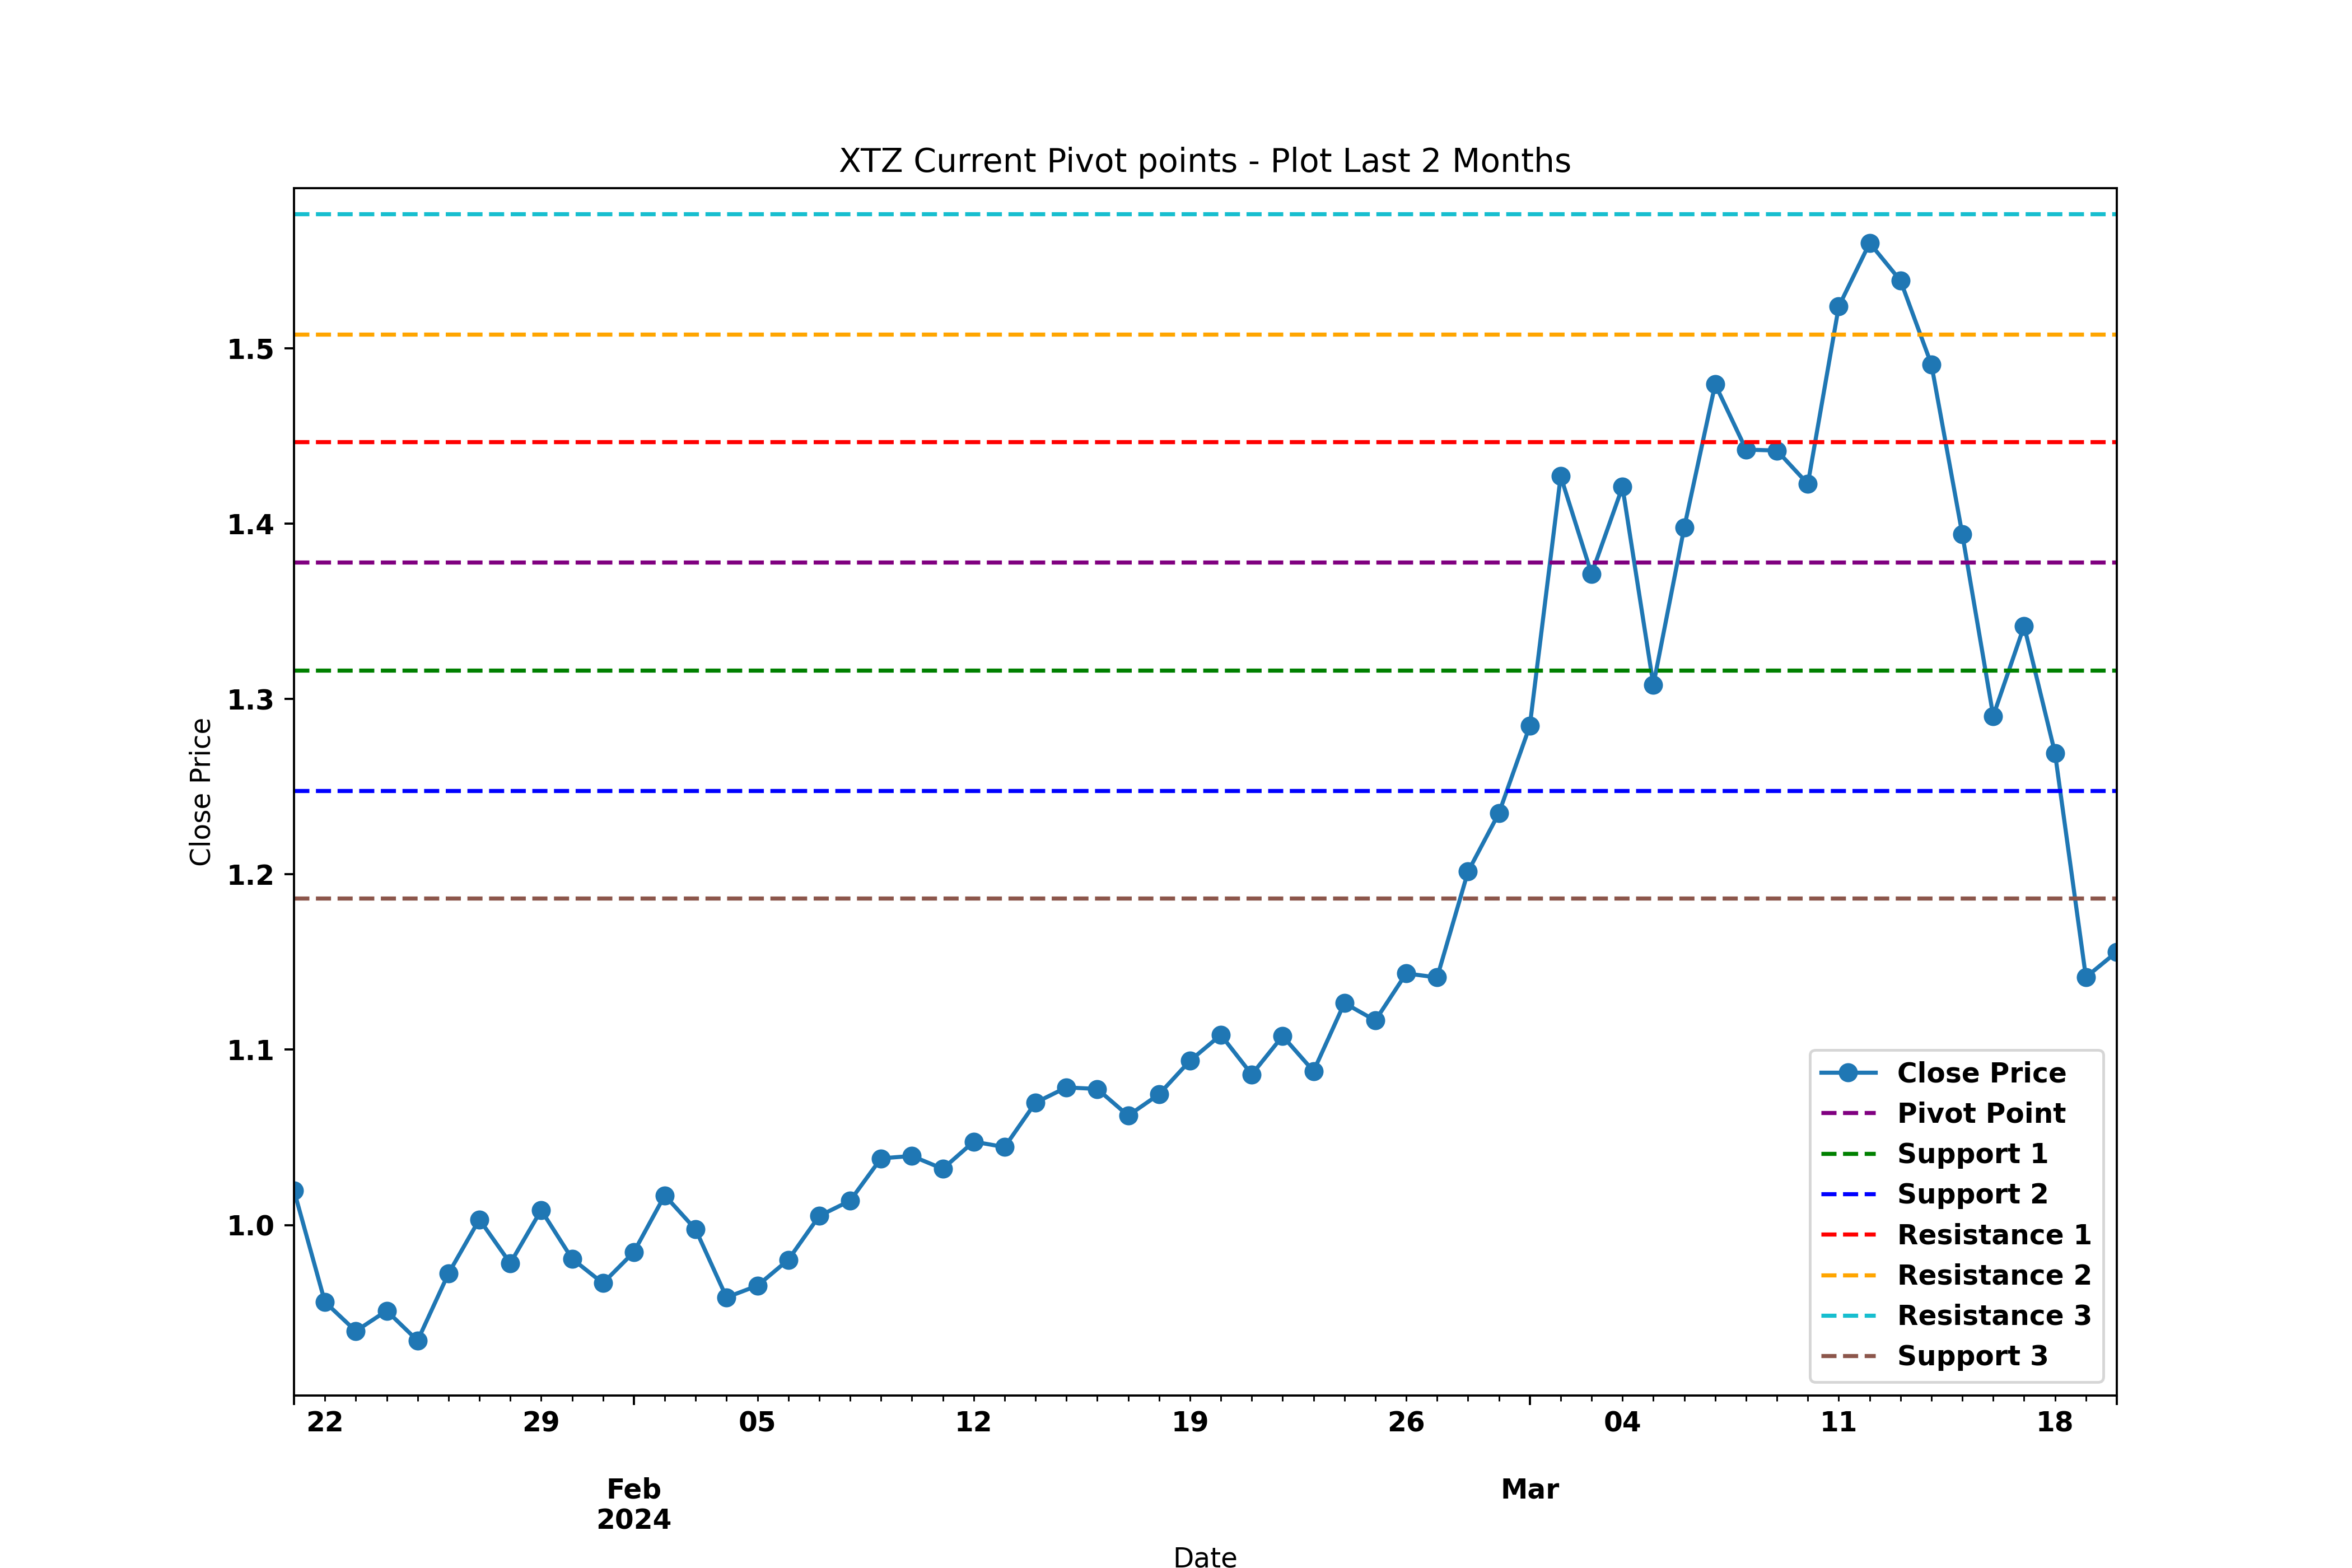 XTZ Current Pivot points - Plot Last 2 Months
Close Price
1.5
1.4
1.3
1.2
1.1
1.0
Close Price
Pivot Point
Support 1
Support 2
Resistance 1
Resistance 2
Resistance 3
Support 3
22 29 05 12 19 26 04 11 18
Feb Mar
2024
Date